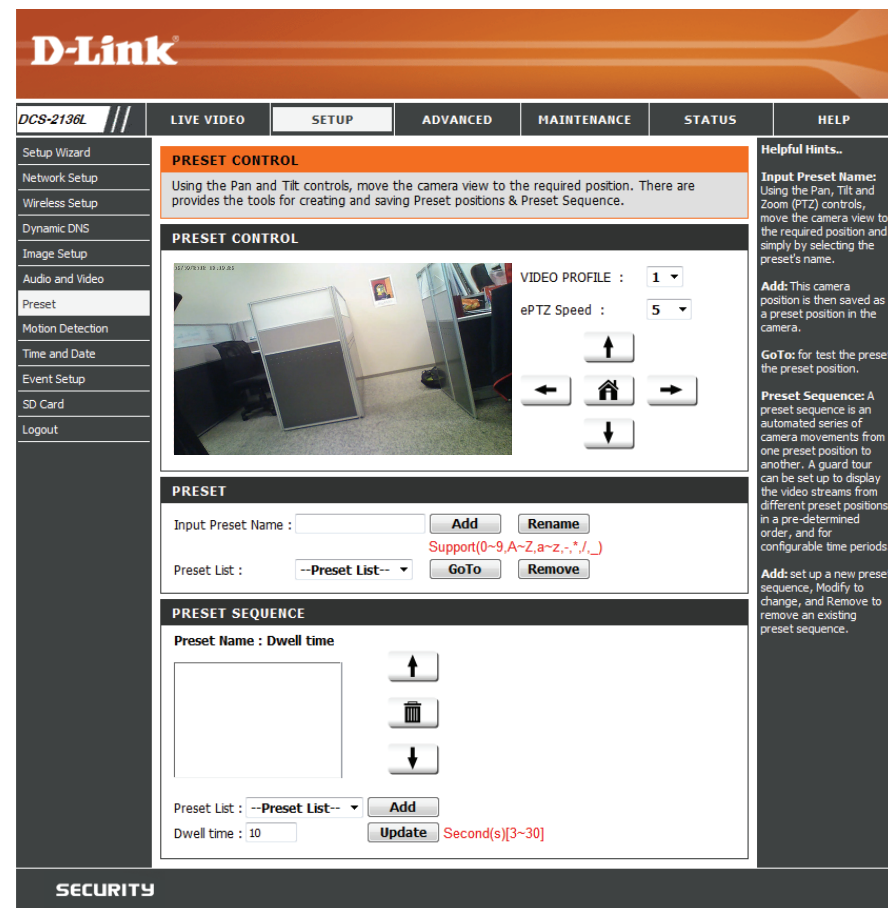 D-Link
DCS-2136L
LIVE VIDEO
SETUP
ADVANCED
MAINTENANCE
STATUS
HELP
Setup Wizard
Network Setup
Wireless Setup
Dynamic DNS
Image Setup
Audio and Video
Preset
Motion Detection
Time and Date
Event Setup
SD Card
Logout
PRESET CONTROL
Using the Pan and Tilt controls, move the camera view to the required position. There are
provides the tools for creating and saving Preset positions & Preset Sequence.
PRESET CONTROL
VIDEO PROFILE : 1
ePTZ Speed : 5
PRESET
Input Preset Name : Add Rename
Support(0~9,A~Z,a~z,-,*,/,_)
Preset List : --Preset List-- GoTo Remove
PRESET SEQUENCE
Preset Name : Dwell time
Preset List : --Preset List-- Add
Dwell time : 10 Update Second(s)[3~30]
Helpful Hints..
Input Preset Name:
Using the Pan, Tilt and
Zoom (PTZ) controls,
move the camera view to
the required position and
simply by selecting the
preset's name.
Add: This camera
position is then saved as
a preset position in the
camera.
GoTo: for test the prese
the preset position.
Preset Sequence: A
preset sequence is an
automated series of
camera movements from
one preset position to
another. A guard tour
can be set up to display
the video streams from
different preset positions
in a pre-determined
order, and for
configurable time periods
Add: set up a new prese
sequence, Modify to
change, and Remove to
remove an existing
preset sequence.
SECURITY